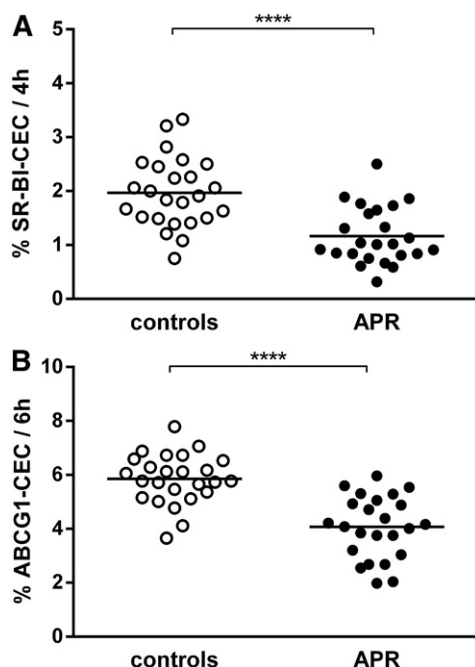 A
% SR-BI-CEC / 4h
5
4
3
2
1
0
****
controls APR
B
% ABCG1-CEC / 6h
10
8
6
4
2
0
****
controls APR